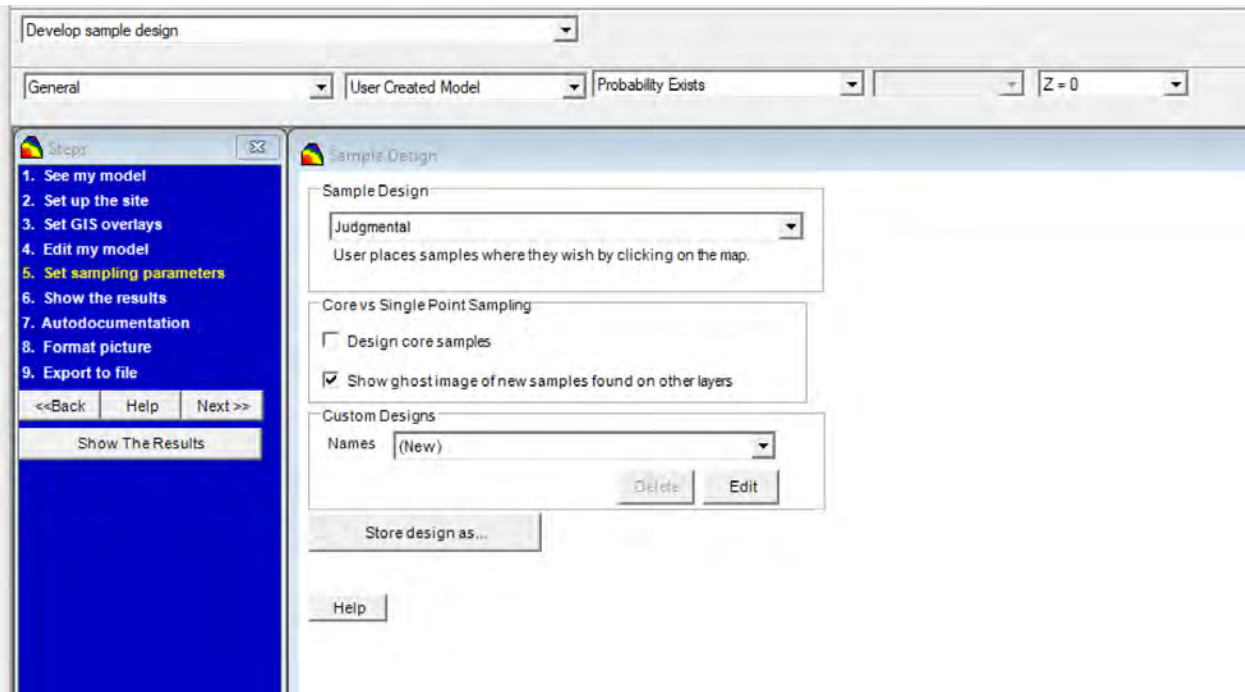 Develop sample design
General
User Created Model
Probability Exists
Z = 0
Steps
1. See my model
2. Set up the site
3. Set GIS overlays
4. Edit my model
5. Set sampling parameters
6. Show the results
7. Autodocumentation
8. Format picture
9. Export to file
<<Back
Help
Next >>
Show The Results
Sample Design
Sample Design
Judgmental
User places samples where they wish by clicking on the map.
Core vs Single Point Sampling
Design core samples
Show ghost image of new samples found on other layers
Custom Designs
Names
(New)
Delete
Edit
Store design as...
Help